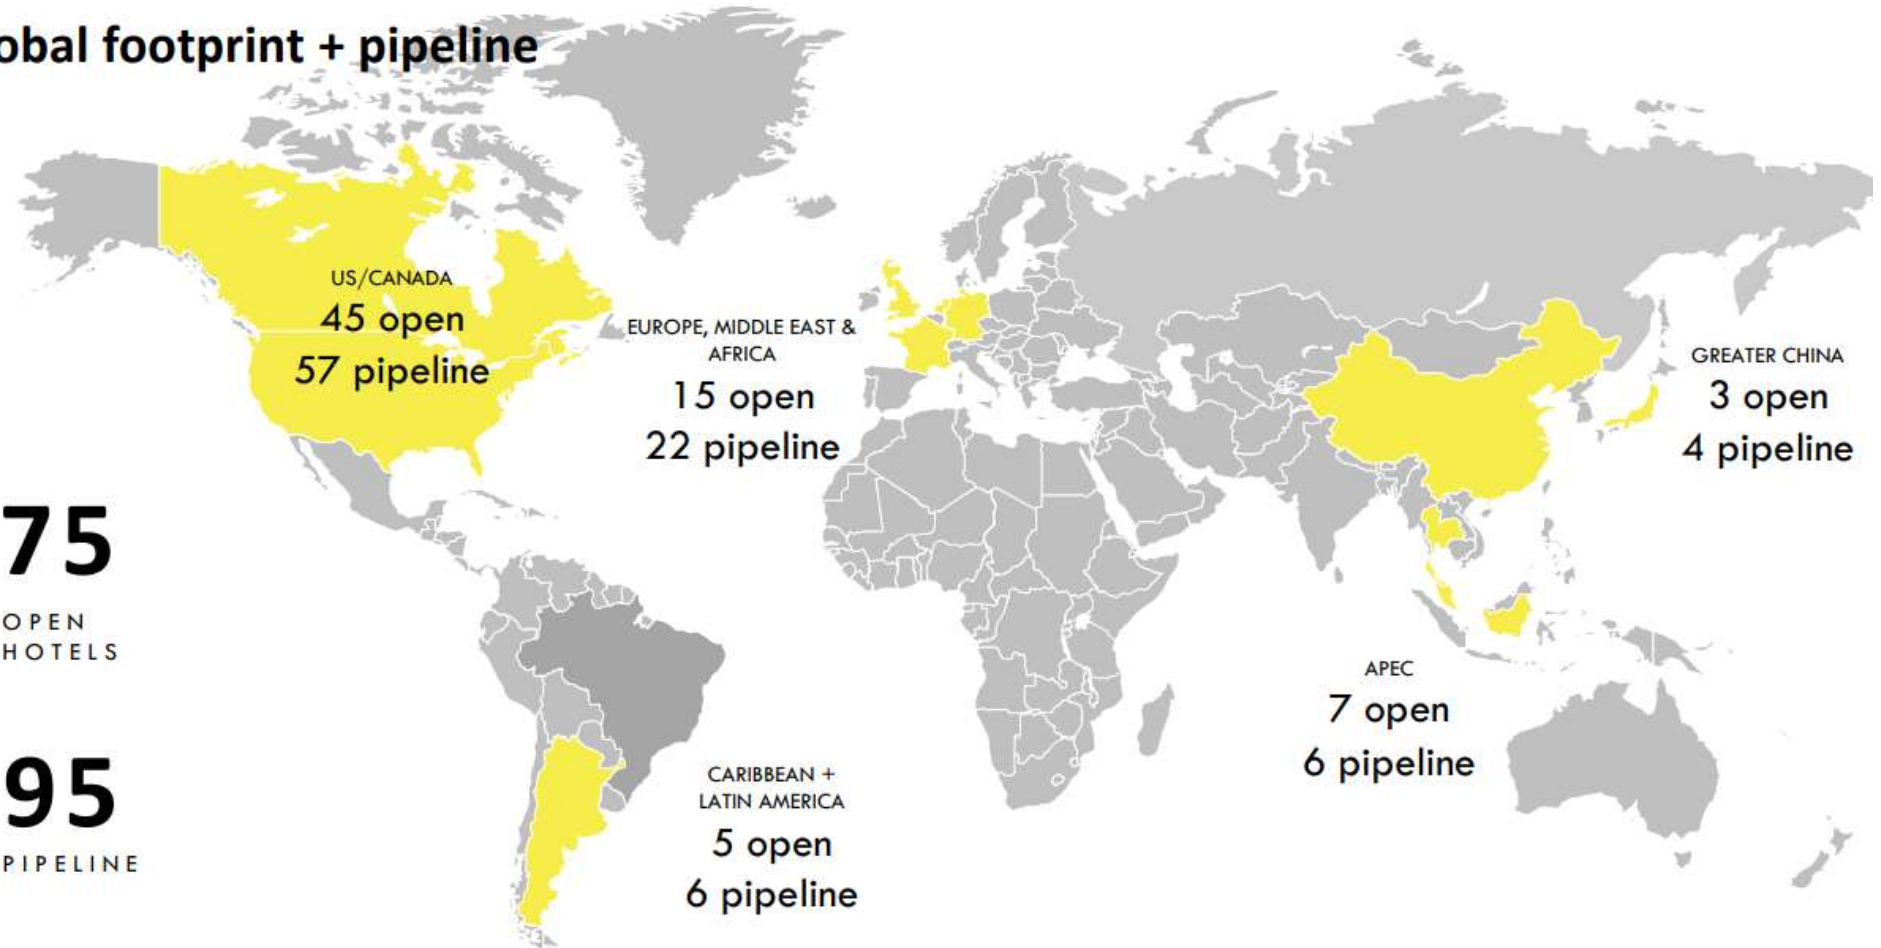 obal footprint + pipeline
US/CANADA
45 open
57 pipeline
EUROPE, MIDDLE EAST &
AFRICA
15 open
22 pipeline
GREATER CHINA
3 open
4 pipeline
75
OPEN
HOTELS
95
PIPELINE
CARIBBEAN +
LATIN AMERICA
5 open
6 pipeline
APEC
7 open
6 pipeline